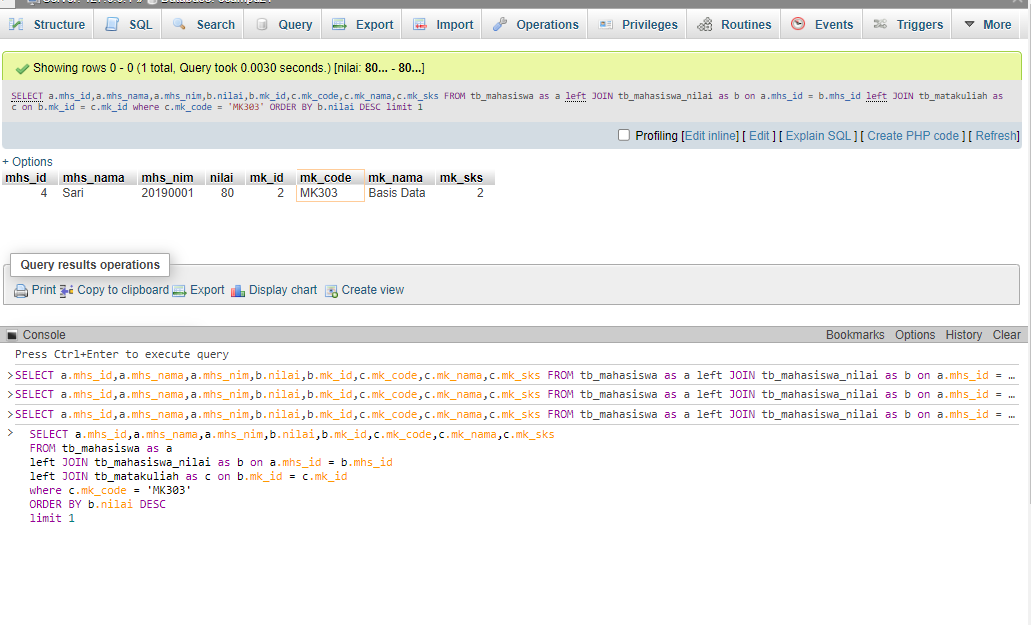 Structure SQL Search Query Export Import Operations Privileges Routines Events Triggers More
Showing rows 0 - 0 (1 total, Query took 0.0030 seconds.) [nilai: 80... - 80...]
SELECT a.mhs_id,a.mhs_nama,a.mhs_nim,b.nilai,b.mk_id,c.mk_code,c.mk_nama,c.mk_sks FROM tb_mahasiswa as a left JOIN tb_mahasiswa_nilai as b on a.mhs_id = b.mhs_id left JOIN tb_matakuliah as
c on b.mk_id = c.mk_id where c.mk_code = 'MK303' ORDER BY b.nilai DESC limit 1
Profiling [Edit inline] [ Edit ] [ Explain SQL ] [ Create PHP code ] [ Refresh]
+ Options
mhs_id mhs_nama mhs_nim nilai mk_id mk_code mk_nama mk_sks
4 Sari 20190001 80 2 MK303 Basis Data 2
Query results operations
Print Copy to clipboard Export Display chart Create view
Console Bookmarks Options History Clear
Press Ctrl+Enter to execute query
>SELECT a.mhs_id,a.mhs_nama,a.mhs_nim,b.nilai,b.mk_id,c.mk_code,c.mk_nama,c.mk_sks FROM tb_mahasiswa as a left JOIN tb_mahasiswa_nilai as b on a.mhs_id = …
>SELECT a.mhs_id,a.mhs_nama,a.mhs_nim,b.nilai,b.mk_id,c.mk_code,c.mk_nama,c.mk_sks FROM tb_mahasiswa as a left JOIN tb_mahasiswa_nilai as b on a.mhs_id = …
>SELECT a.mhs_id,a.mhs_nama,a.mhs_nim,b.nilai,b.mk_id,c.mk_code,c.mk_nama,c.mk_sks FROM tb_mahasiswa as a left JOIN tb_mahasiswa_nilai as b on a.mhs_id = …
> SELECT a.mhs_id,a.mhs_nama,a.mhs_nim,b.nilai,b.mk_id,c.mk_code,c.mk_nama,c.mk_sks
FROM tb_mahasiswa as a
left JOIN tb_mahasiswa_nilai as b on a.mhs_id = b.mhs_id
left JOIN tb_matakuliah as c on b.mk_id = c.mk_id
where c.mk_code = 'MK303'
ORDER BY b.nilai DESC
limit 1